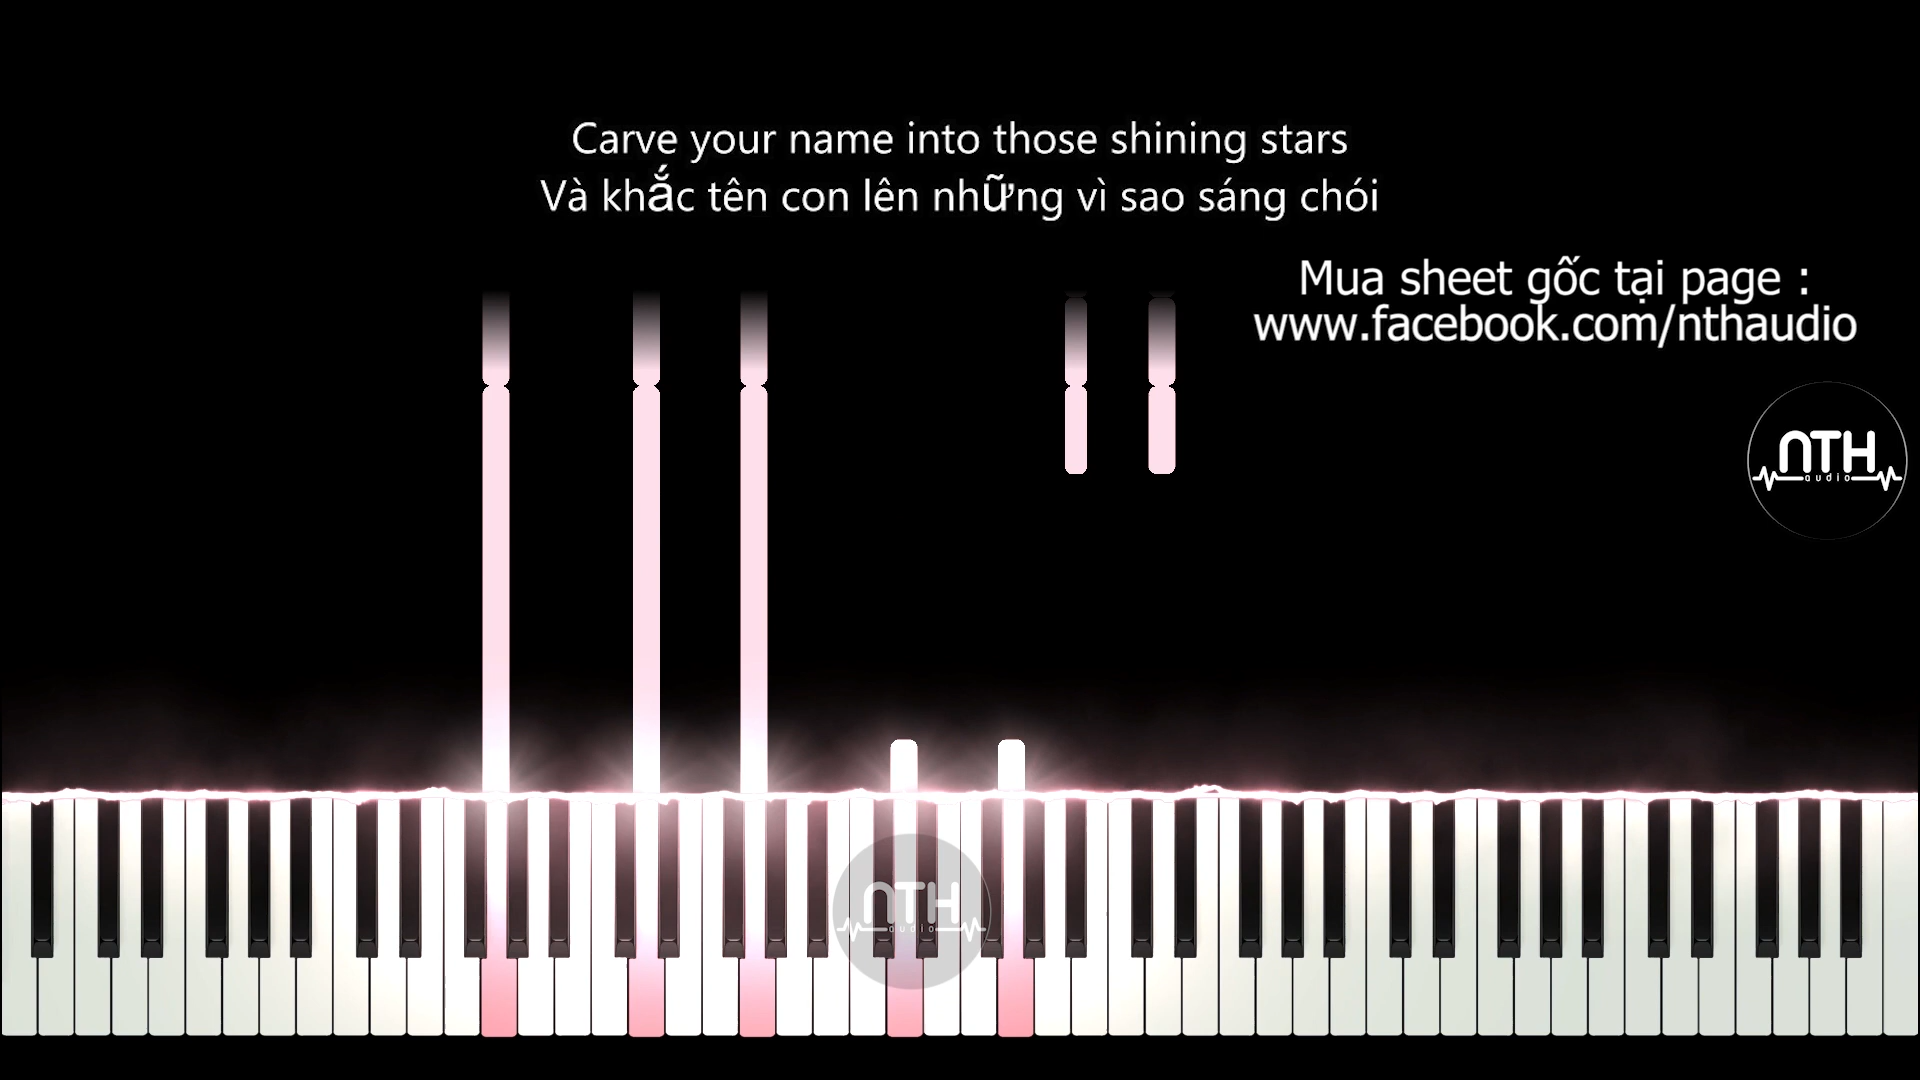 Carve your name into those shining stars
Và khắc tên con lên những vì sao sáng chói
Mua sheet gốc tại page :
www.facebook.com/nthaudio
NTH
audio
NTH
audio